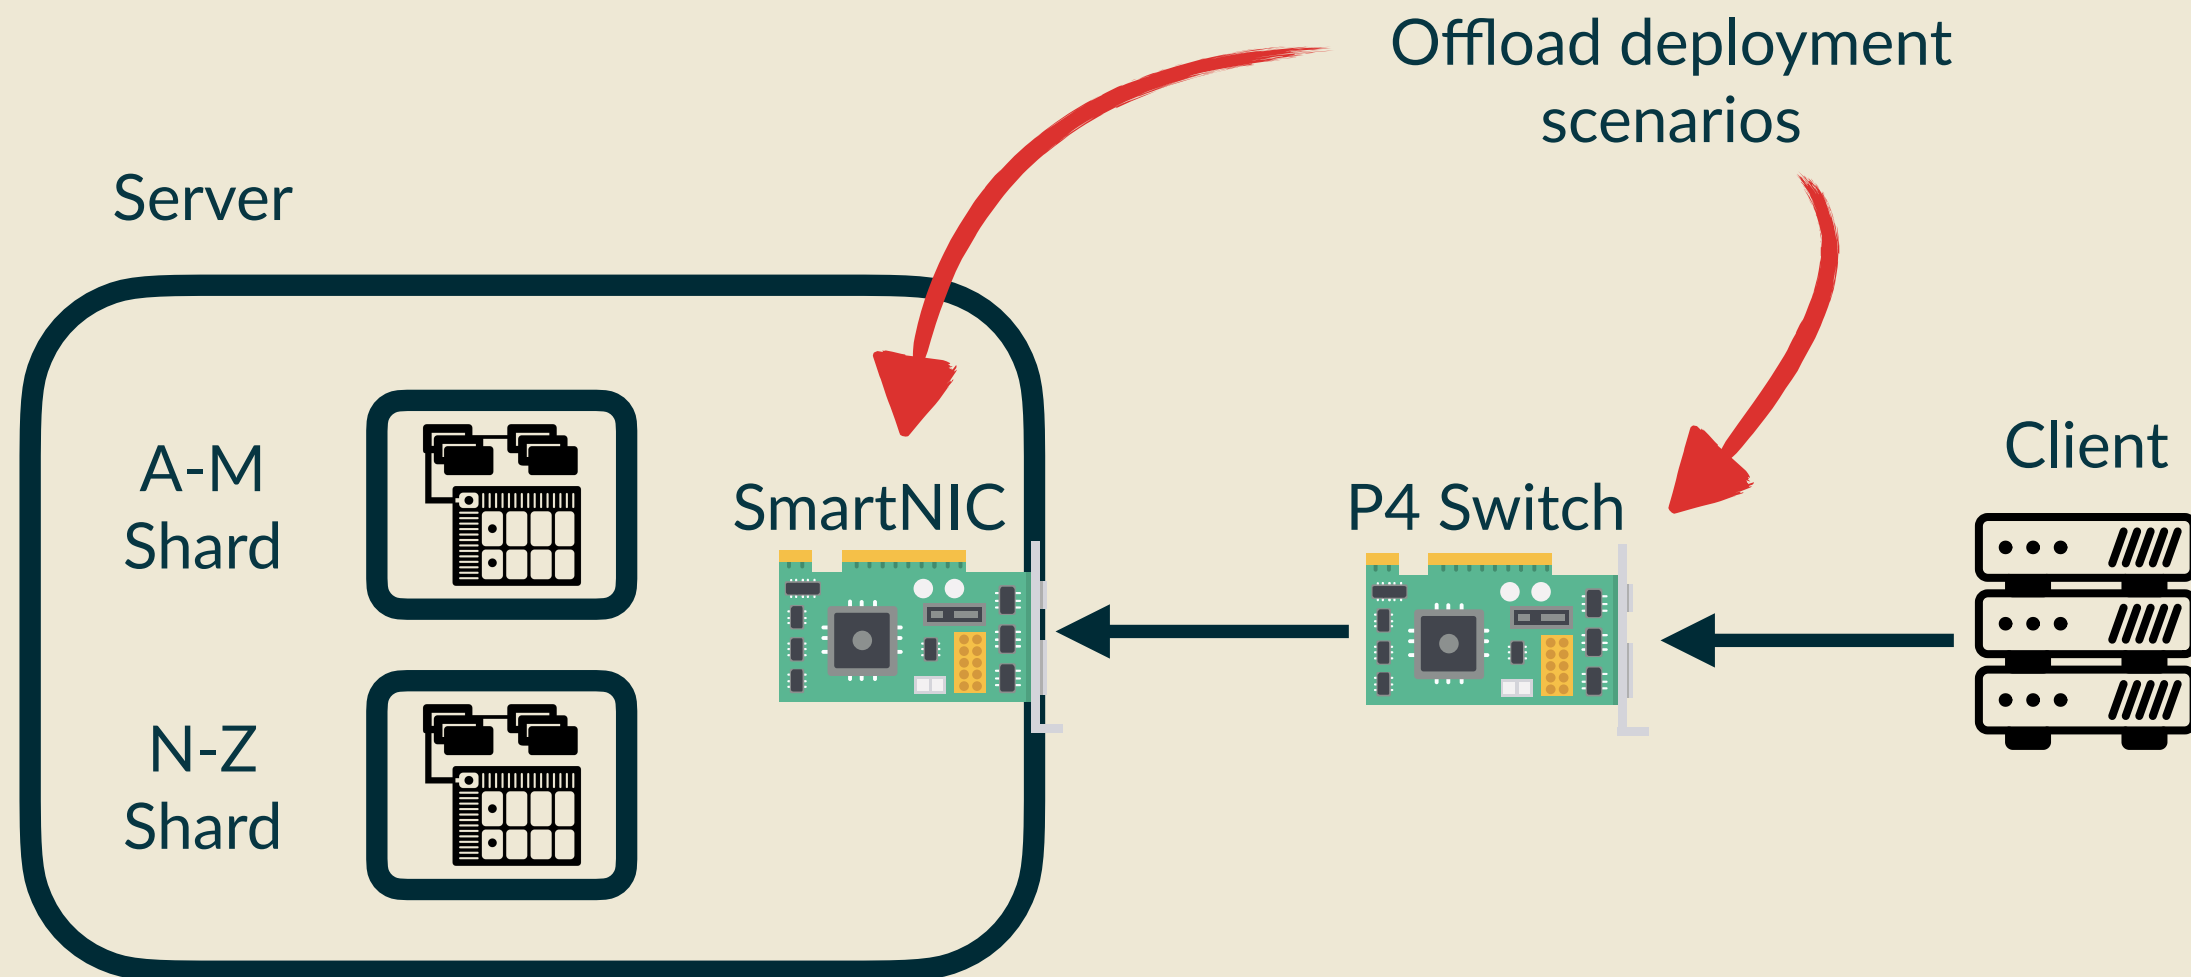 Offload deployment
scenarios
Server
A-M
Shard
SmartNIC
P4 Switch
Client
N-Z
Shard